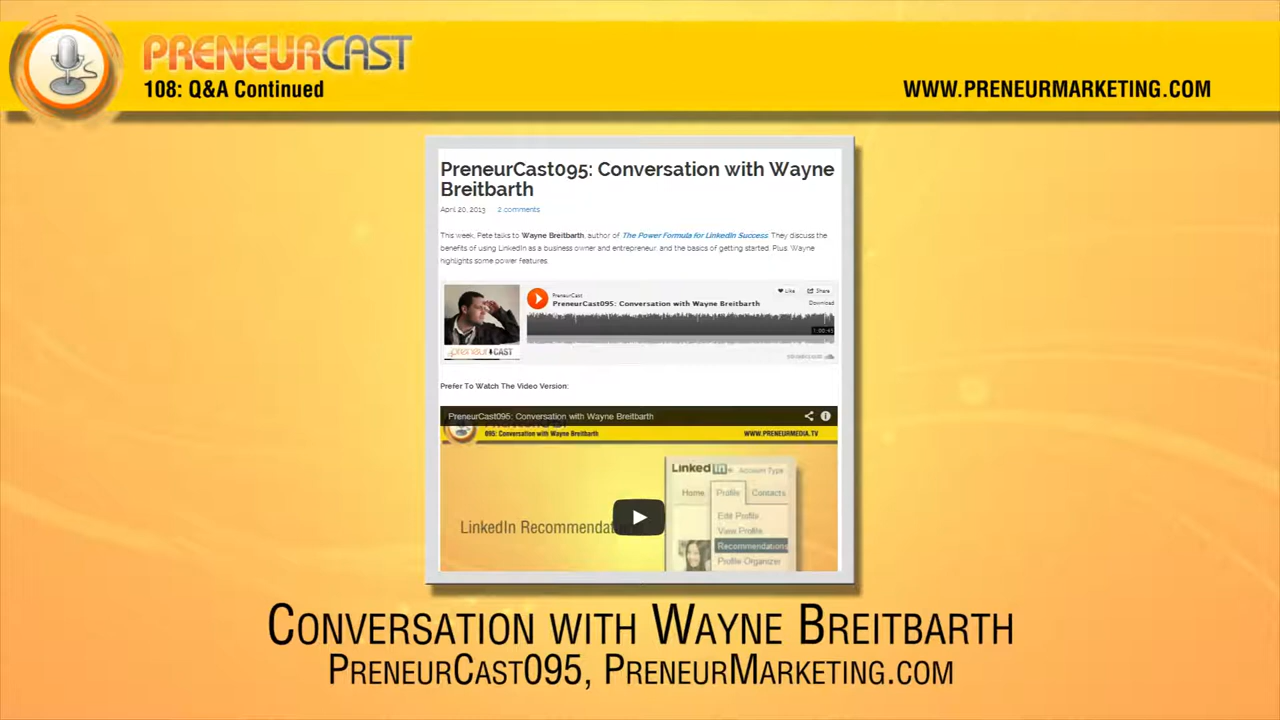 PRENEURCAST
108: Q&A Continued
WWW.PRENEURMARKETING.COM
PreneurCast095: Conversation with Wayne
Breitbarth
April 20, 2013 2 comments
This week, Pete talks to Wayne Breitbarth, author of The Power Formula for LinkedIn Success. They discuss the
benefits of using LinkedIn as a business owner and entrepreneur, and the basics of getting started. Plus: Wayne
highlights some power features.
PreneurCast
PreneurCast095: Conversation with Wayne Breitbarth
Like Share
Download
1:00:45
preneurCAST
SOUNDCLOUD
Prefer To Watch The Video Version:
PreneurCast095: Conversation with Wayne Breitbarth
095: Conversation with Wayne Breitbarth
WWW.PRENEURMEDIA.TV
LinkedIn Account Type
Home Profile Contacts
Edit Profile
View Profile
LinkedIn
Recommendations
Profile Organizer
Conversation with Wayne Breitbarth
PreneurCast095, PreneurMarketing.com